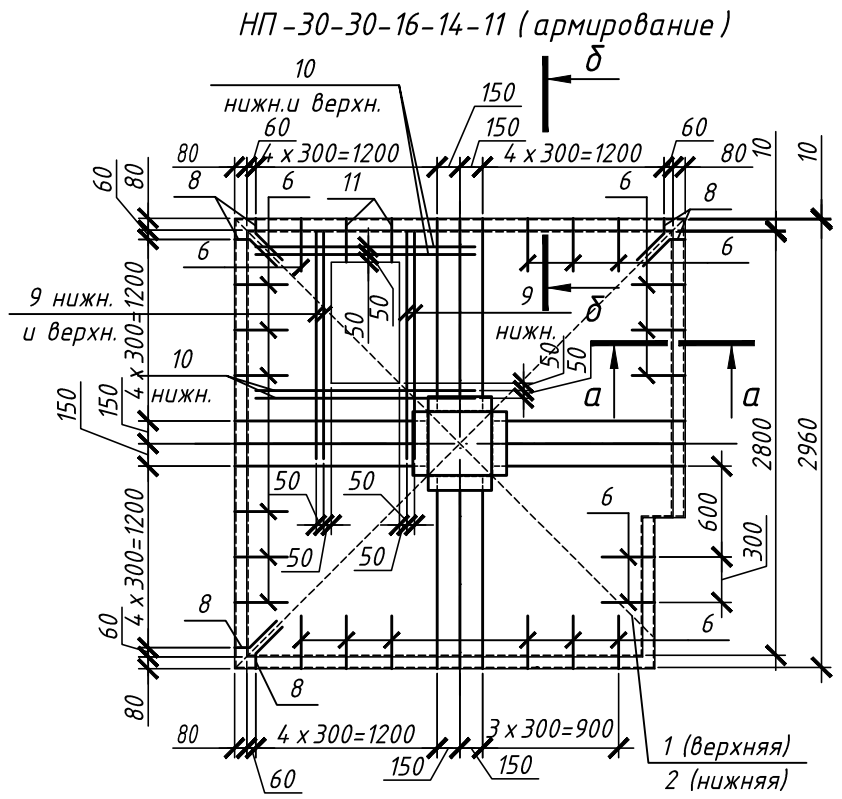 НП-30-30-16-14-11 (армирование)
б
10
нижн.и верхн.
150
60
150
60
80
4 x 300=1200
4 x 300=1200
80
10
10
80
60
8
6
11
6
8
6
6
9 нижн.
и верхн.
50
50
9
нижн.
б
50
50
4 x 300=1200
10
нижн.
а
а
150
150
2800
2960
50
50
50
50
6
600
300
4 x 300=1200
8
60
6
8
80
80
4 x 300=1200
3 x 300=900
60
150
150
1 (верхняя)
2 (нижняя)